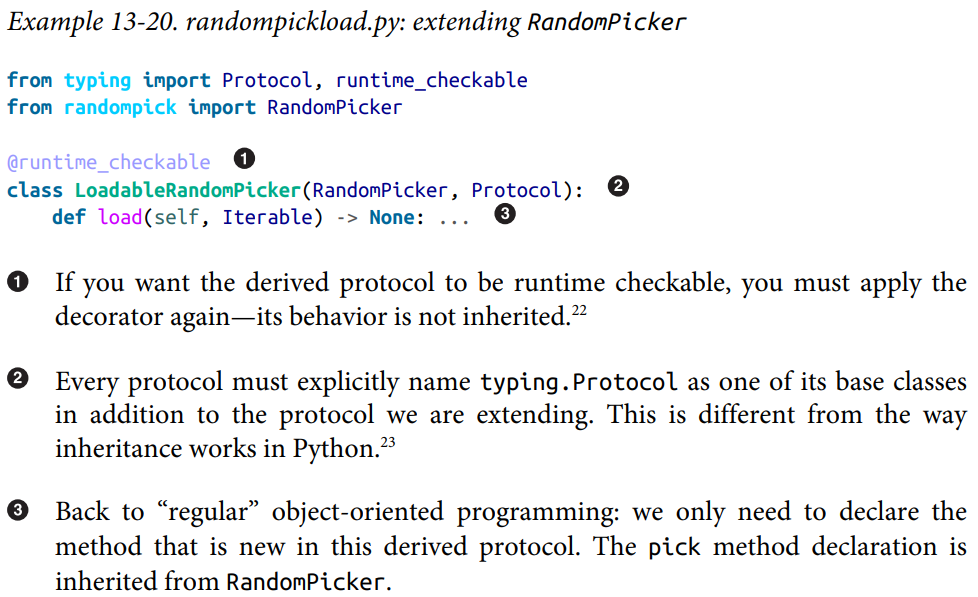 Example 13-20. randompickload.py: extending RandomPicker
from typing import Protocol, runtime_checkable
from randompick import RandomPicker
@runtime_checkable ❶
class LoadableRandomPicker(RandomPicker, Protocol): ❷
    def load(self, Iterable) -> None: ... ❸
❶ If you want the derived protocol to be runtime checkable, you must apply the
decorator again—its behavior is not inherited.22
❷ Every protocol must explicitly name typing.Protocol as one of its base classes
in addition to the protocol we are extending. This is different from the way
inheritance works in Python.23
❸ Back to “regular” object-oriented programming: we only need to declare the
method that is new in this derived protocol. The pick method declaration is
inherited from RandomPicker.